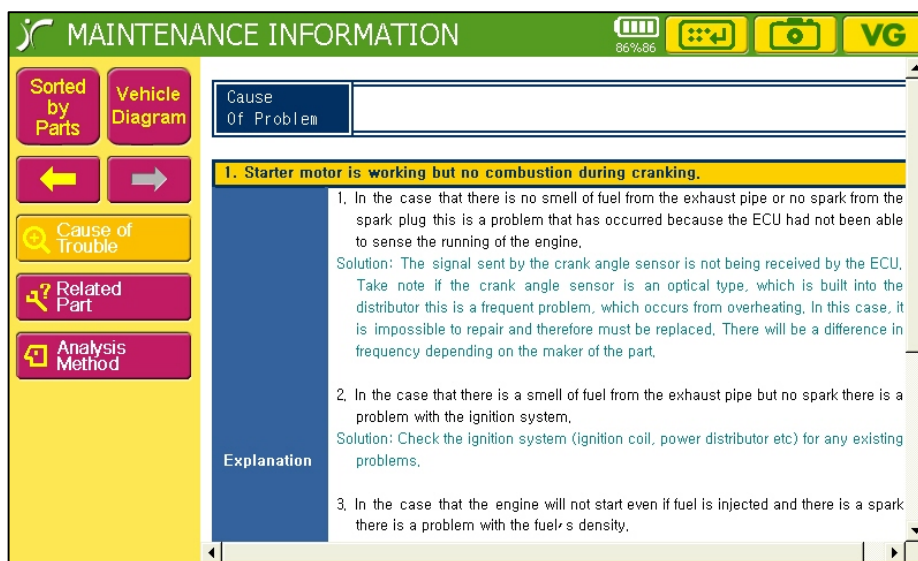 MAINTENANCE INFORMATION
86%86
VG
Sorted
by
Parts
Vehicle
Diagram
Cause of
Trouble
Related
Part
Analysis
Method
Cause
Of Problem
1. Starter motor is working but no combustion during cranking.
Explanation
1. In the case that there is no smell of fuel from the exhaust pipe or no spark from the
spark plug this is a problem that has occurred because the ECU had not been able
to sense the running of the engine.
Solution: The signal sent by the crank angle sensor is not being received by the ECU.
Take note if the crank angle sensor is an optical type, which is built into the
distributor this is a frequent problem, which occurs from overheating. In this case, it
is impossible to repair and therefore must be replaced. There will be a difference in
frequency depending on the maker of the part.
2. In the case that there is a smell of fuel from the exhaust pipe but no spark there is a
problem with the ignition system.
Solution: Check the ignition system (ignition coil, power distributor etc) for any existing
problems.
3. In the case that the engine will not start even if fuel is injected and there is a spark
there is a problem with the fuel's density.